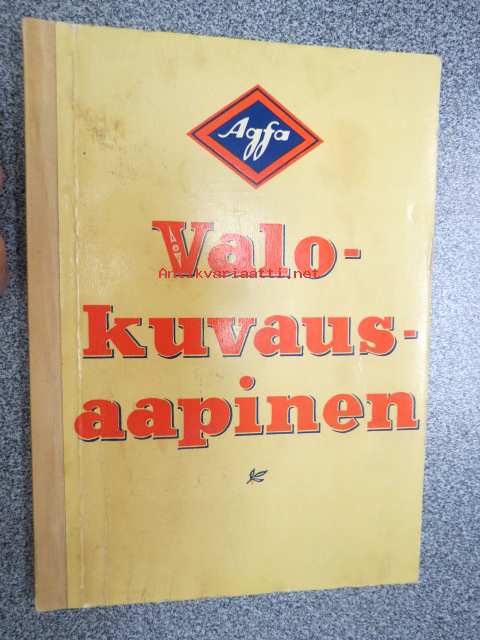 Agfa
Valo-
Antikvariaatti.net
kuvaus-
aapinen